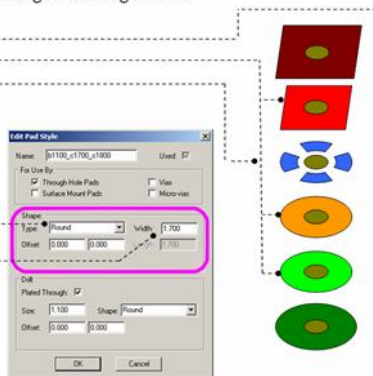 Edit Pad Style
Name: b1100_c1700_c1800 Used:
For Use By
Through Hole Pads Vias
Surface Mount Pads Micro-vias
Shape
Type: Round Width: 1.700
Offset: 0.000 0.000 1.700
Drill
Plated Through:
Size: 1.100 Shape: Round
Offset: 0.000 0.000
OK Cancel